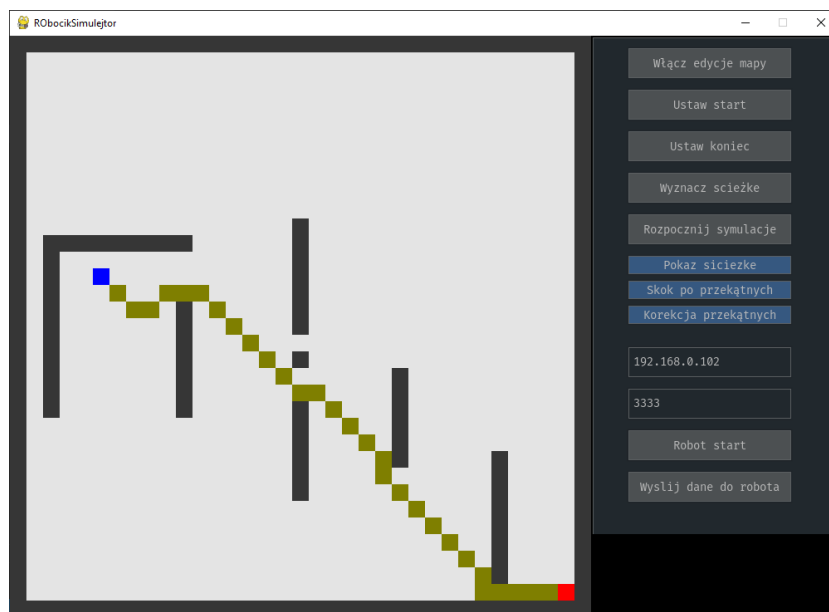 RObocikSimulejtor
Włącz edycje mapy
Ustaw start
Ustaw koniec
Wyznacz scieżke
Rozpocznij symulacje
Pokaz siciezke
Skok po przekątnych
Korekcja przekątnych
192.168.0.102
3333
Robot start
Wyslij dane do robota